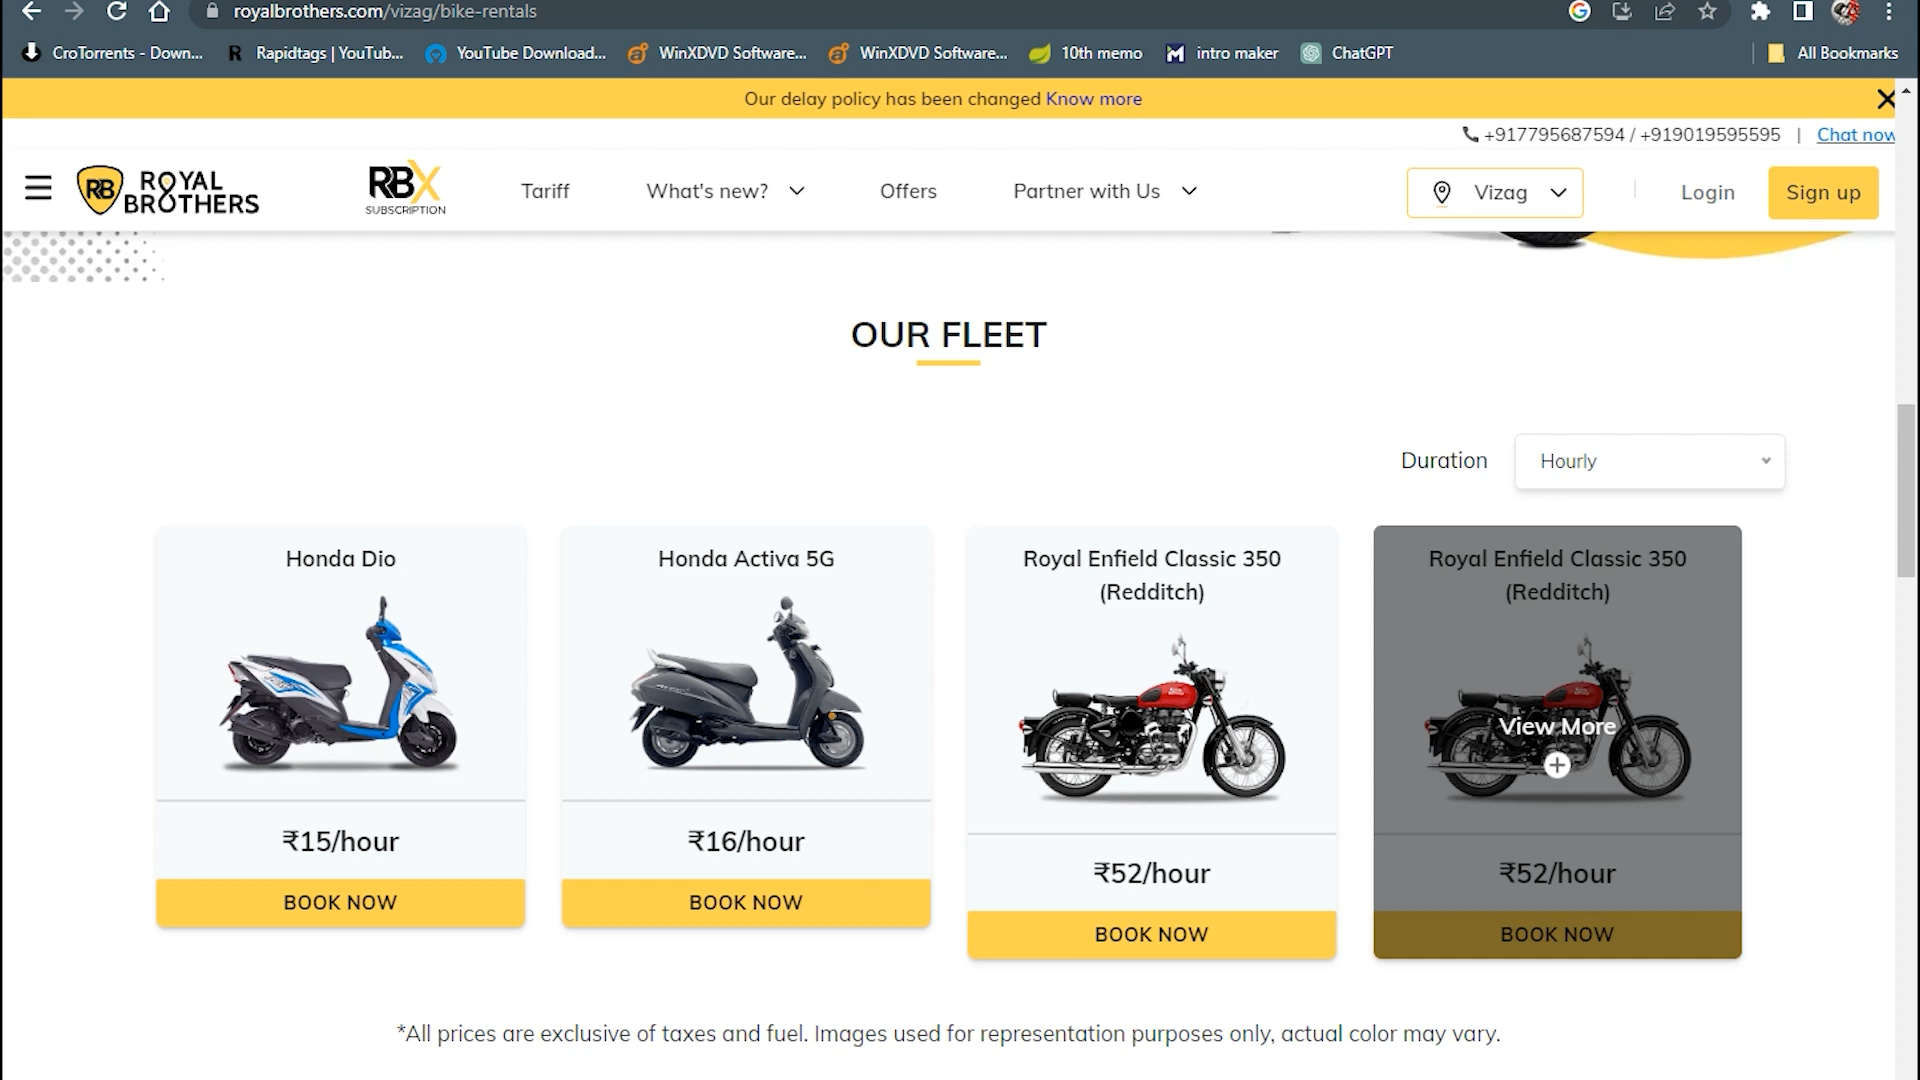 royalbrothers.com/vizag/bike-rentals
CroTorrents - Down...
Rapidtags | YouTub...
YouTube Download...
WinXDVD Software...
WinXDVD Software...
10th memo
intro maker
ChatGPT
All Bookmarks
Our delay policy has been changed Know more
+917795687594 / +919019595595 | Chat now
RB ROYAL BROTHERS
RBX SUBSCRIPTION
Tariff
What's new?
Offers
Partner with Us
Vizag
Login
Sign up
OUR FLEET
Duration
Hourly
Honda Dio
₹15/hour
BOOK NOW
Honda Activa 5G
₹16/hour
BOOK NOW
Royal Enfield Classic 350
(Redditch)
₹52/hour
BOOK NOW
Royal Enfield Classic 350
(Redditch)
View More
₹52/hour
BOOK NOW
*All prices are exclusive of taxes and fuel. Images used for representation purposes only, actual color may vary.